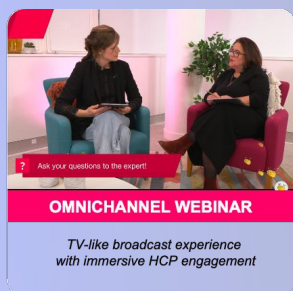 ? Ask your questions to the expert!
OMNICHANNEL WEBINAR
TV-like broadcast experience
with immersive HCP engagement